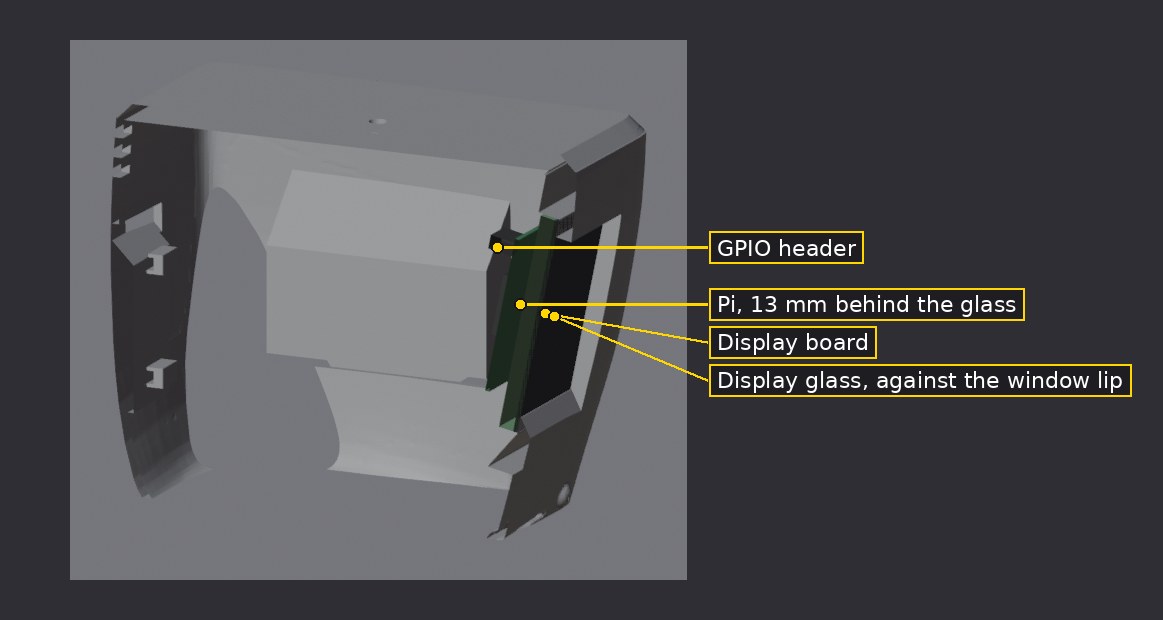 GPIO header
Pi, 13 mm behind the glass
Display board
Display glass, against the window lip